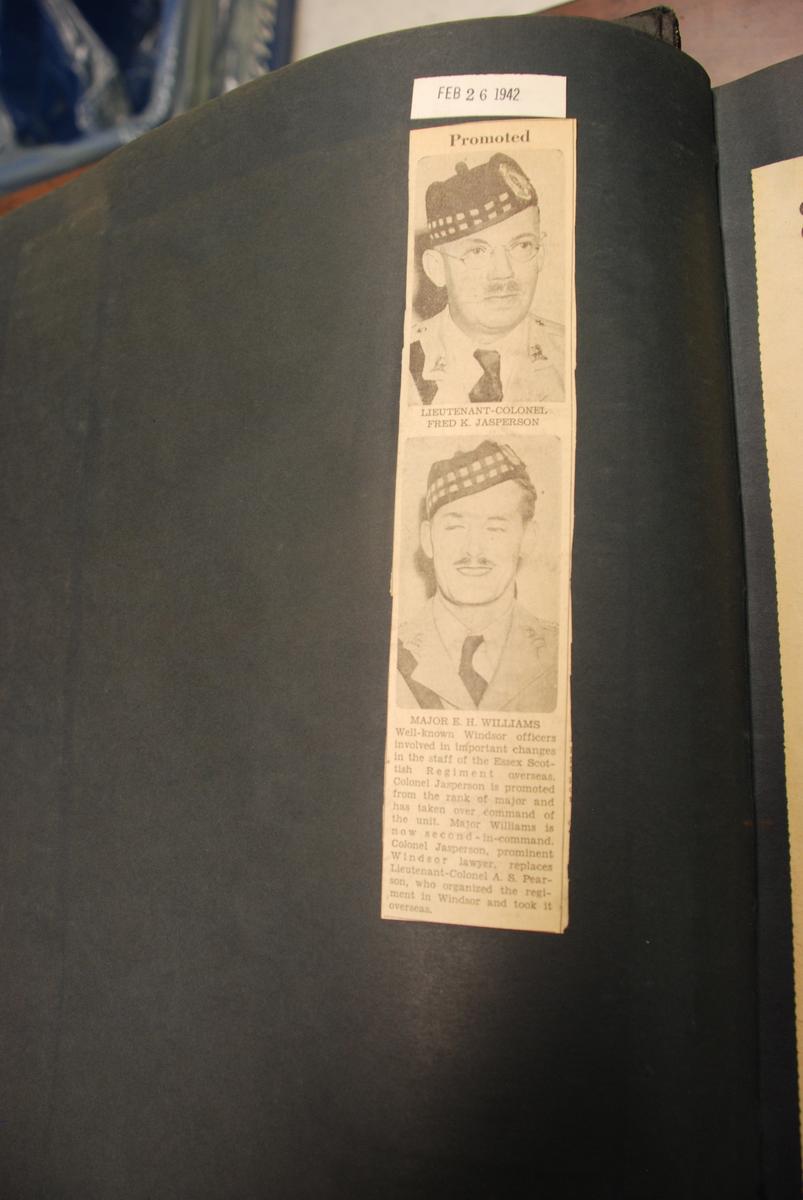 FEB 26 1942
Promoted
LIEUTENANT-COLONEL
FRED K. JASPERSON
MAJOR E. H. WILLIAMS
Well-known Windsor officers
involved in important changes
in the staff of the Essex Scot-
tish Regiment overseas.
Colonel Jasperson is promoted
from the rank of major and
has taken over command of
the unit. Major Williams is
now second-in-command.
Colonel Jasperson, prominent
Windsor lawyer, replaces
Lieutenant-Colonel A. S. Pear-
son, who organized the regi-
ment in Windsor and took it
overseas.